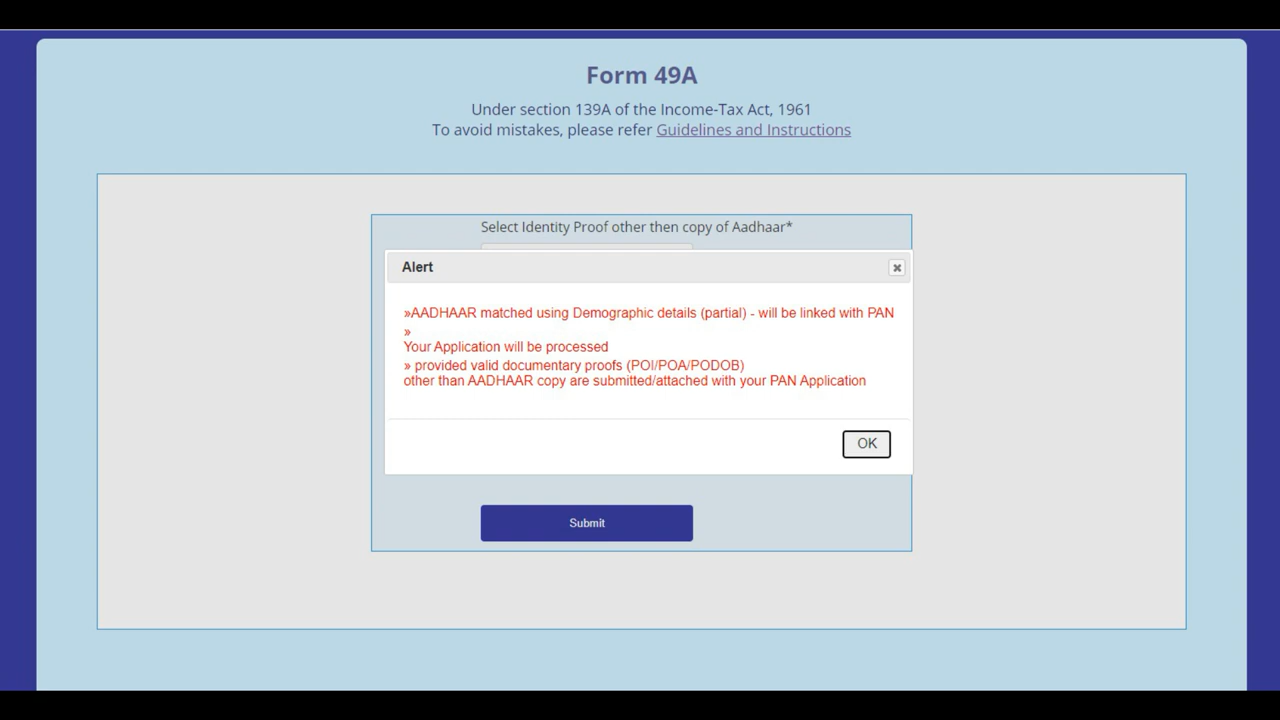 Form 49A
Under section 139A of the Income-Tax Act, 1961
To avoid mistakes, please refer Guidelines and Instructions
Select Identity Proof other then copy of Aadhaar*
Alert
»AADHAAR matched using Demographic details (partial) - will be linked with PAN
»
Your Application will be processed
» provided valid documentary proofs (POI/POA/PODOB)
other than AADHAAR copy are submitted/attached with your PAN Application
OK
Submit